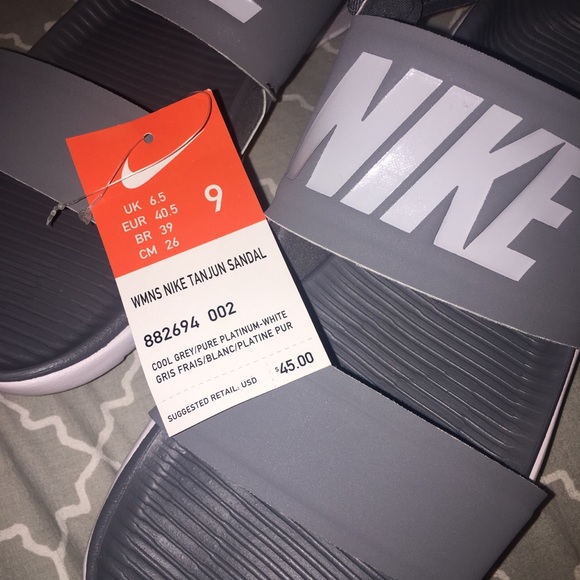 NIKE
UK 6.5
EUR 40.5
BR 39
CM 26
9
WMNS NIKE TANJUN SANDAL
882694 002
COOL GREY/PURE PLATINUM-WHITE
GRIS FRAIS/BLANC/PLATINE PUR
SUGGESTED RETAIL. USD $45.00